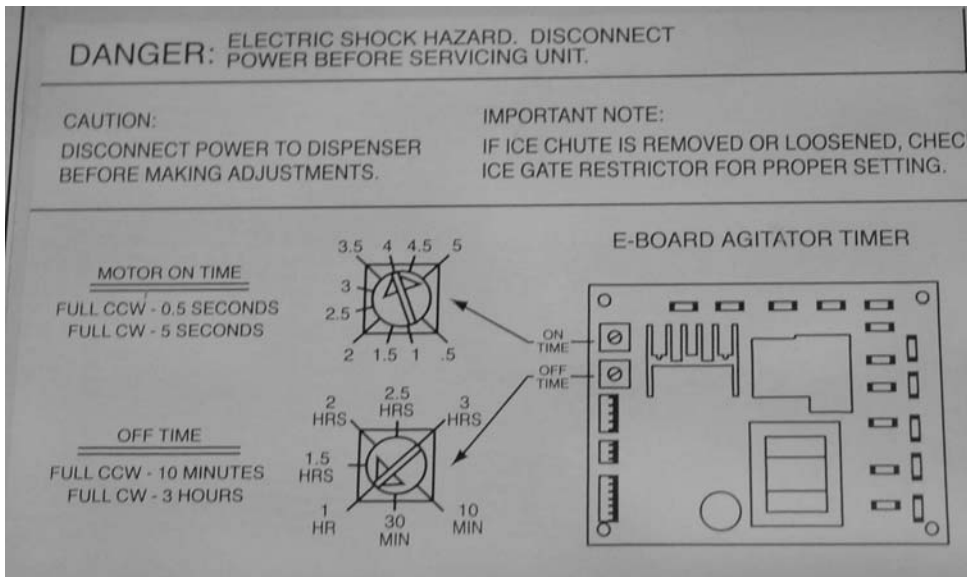 DANGER: ELECTRIC SHOCK HAZARD. DISCONNECT
POWER BEFORE SERVICING UNIT.
CAUTION:
DISCONNECT POWER TO DISPENSER
BEFORE MAKING ADJUSTMENTS.
IMPORTANT NOTE:
IF ICE CHUTE IS REMOVED OR LOOSENED, CHEC
ICE GATE RESTRICTOR FOR PROPER SETTING.
MOTOR ON TIME
FULL CCW - 0.5 SECONDS
FULL CW - 5 SECONDS
3.5 4 4.5 5
3
2.5
2 1.5 1 .5
E-BOARD AGITATOR TIMER
ON
TIME
OFF
TIME
OFF TIME
FULL CCW - 10 MINUTES
FULL CW - 3 HOURS
2
HRS
2.5
HRS
3
HRS
1.5
HRS
1
HR
30
MIN
10
MIN